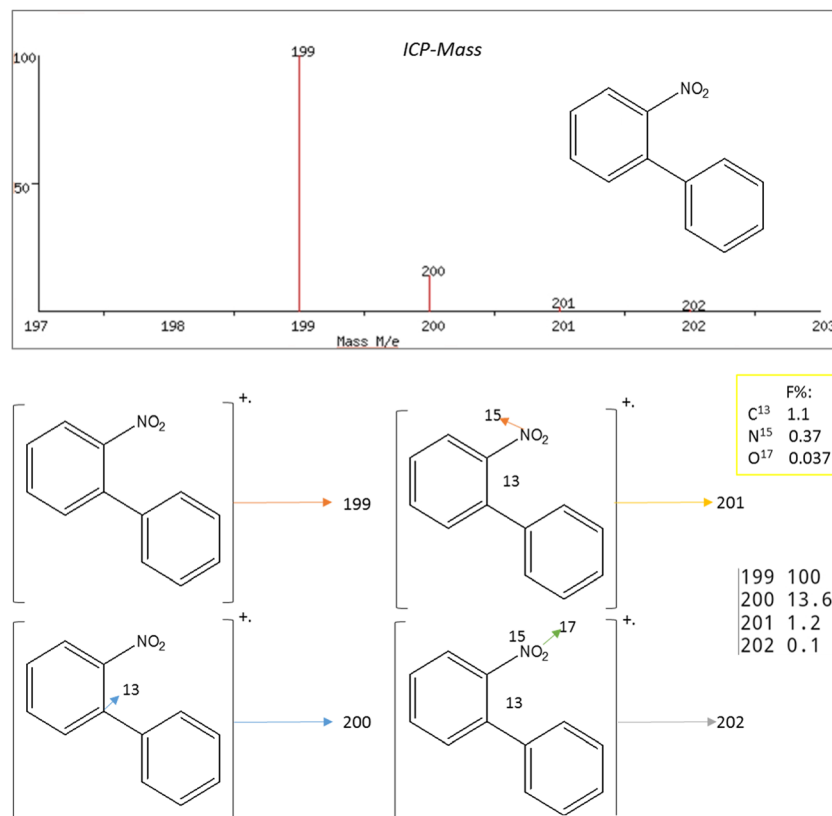 ICP-Mass
100
199
NO₂
50
200
201
202
197
198
199
200
201
202
203
Mass M/e
F%:
C¹³ 1.1
N¹⁵ 0.37
O¹⁷ 0.037
+.
NO₂
199
+.
15
NO₂
13
201
199 100
200 13.6
201 1.2
202 0.1
+.
NO₂
13
200
+.
15
17
NO₂
13
202